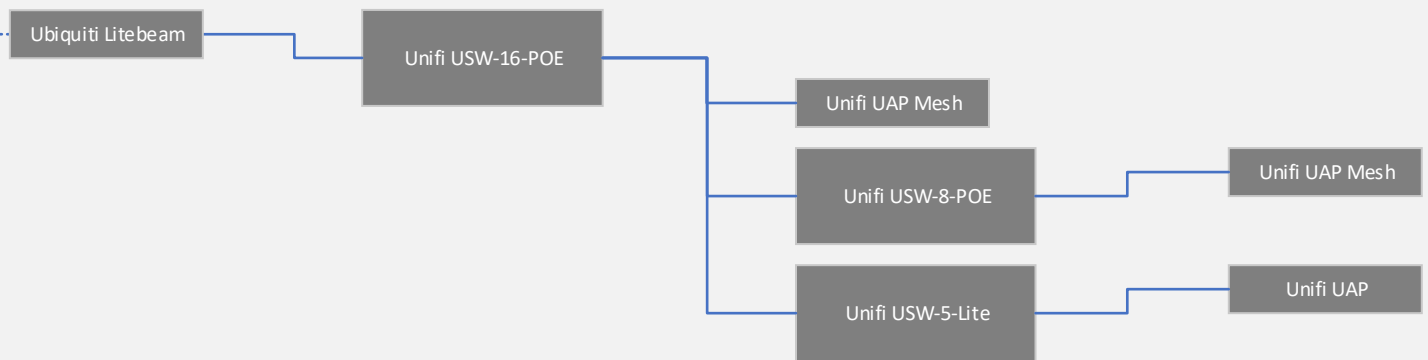 Ubiquiti Litebeam
Unifi USW-16-POE
Unifi UAP Mesh
Unifi USW-8-POE
Unifi UAP Mesh
Unifi USW-5-Lite
Unifi UAP